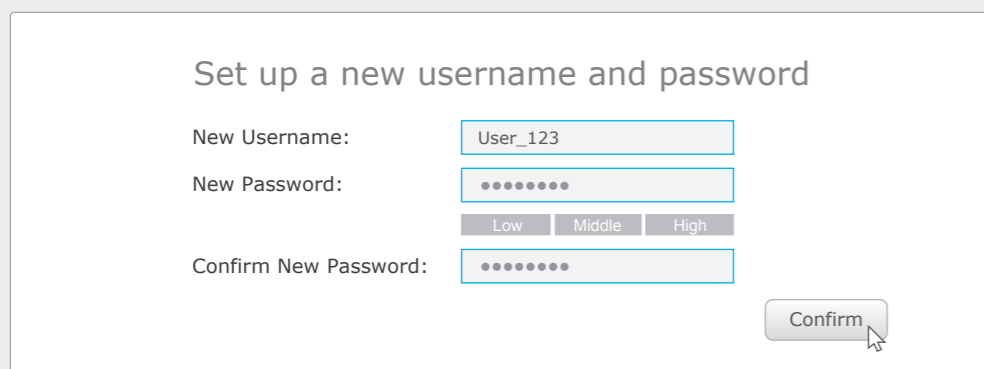 Set up a new username and password
New Username: User_123
New Password: ••••••••
Low Middle High
Confirm New Password: ••••••••
Confirm